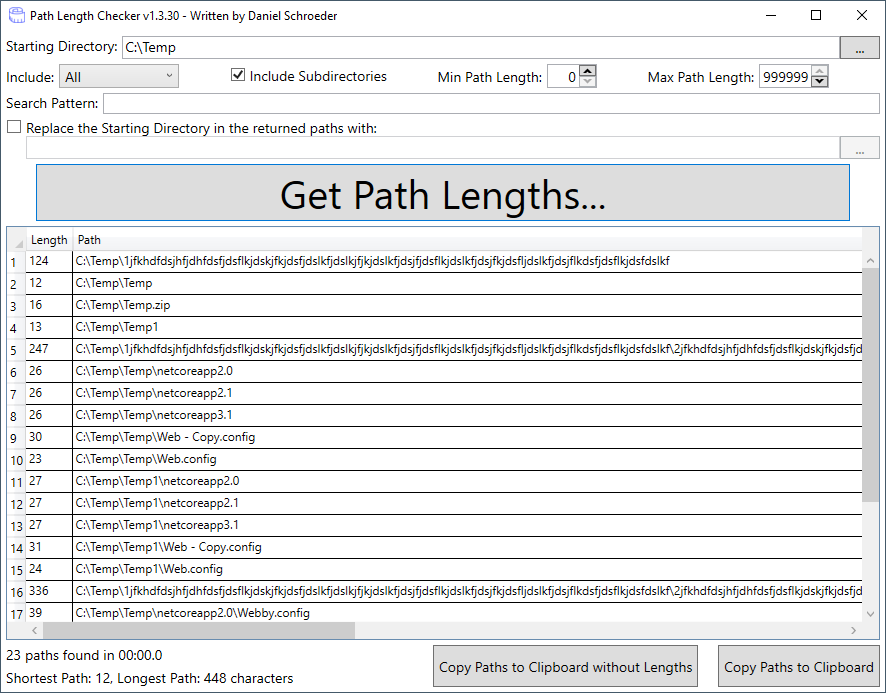 Path Length Checker v1.3.30 - Written by Daniel Schroeder
Starting Directory: C:\Temp ...
Include: All Include Subdirectories Min Path Length: 0 Max Path Length: 999999
Search Pattern:
Replace the Starting Directory in the returned paths with:
...
Get Path Lengths...
Length Path
1 124 C:\Temp\1jfkhdfdsjhfjdhfdsfjdsflkjdskjfkjdsfjdslkfjdslkjfjkjdslkfjdsjfjdsflkjdslkfjdsjfkjdsfljdslkfjdsjflkdsfjdsflkjdsfdslkf
2 12 C:\Temp\Temp
3 16 C:\Temp\Temp.zip
4 13 C:\Temp\Temp1
5 247 C:\Temp\1jfkhdfdsjhfjdhfdsfjdsflkjdskjfkjdsfjdslkfjdslkjfjkjdslkfjdsjfjdsflkjdslkfjdsjfkjdsfljdslkfjdsjflkdsfjdsflkjdsfdslkf\2jfkhdfdsjhfjdhfdsfjdsflkjdskjfkjdsfjd
6 26 C:\Temp\Temp\netcoreapp2.0
7 26 C:\Temp\Temp\netcoreapp2.1
8 26 C:\Temp\Temp\netcoreapp3.1
9 30 C:\Temp\Temp\Web - Copy.config
10 23 C:\Temp\Temp\Web.config
11 27 C:\Temp\Temp1\netcoreapp2.0
12 27 C:\Temp\Temp1\netcoreapp2.1
13 27 C:\Temp\Temp1\netcoreapp3.1
14 31 C:\Temp\Temp1\Web - Copy.config
15 24 C:\Temp\Temp1\Web.config
16 336 C:\Temp\1jfkhdfdsjhfjdhfdsfjdsflkjdskjfkjdsfjdslkfjdslkjfjkjdslkfjdsjfjdsflkjdslkfjdsjfkjdsfljdslkfjdsjflkdsfjdsflkjdsfdslkf\2jfkhdfdsjhfjdhfdsfjdsflkjdskjfkjdsfjd
17 39 C:\Temp\Temp\netcoreapp2.0\Webby.config
23 paths found in 00:00.0
Shortest Path: 12, Longest Path: 448 characters
Copy Paths to Clipboard without Lengths Copy Paths to Clipboard